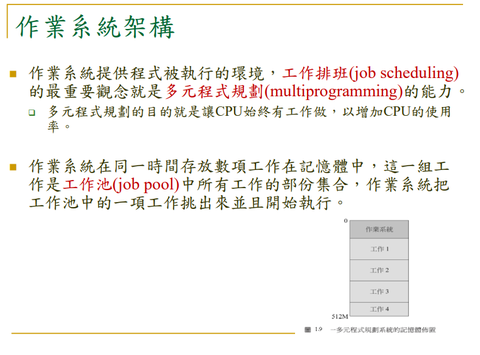 作業系統架構
作業系統提供程式被執行的環境，工作排班(job scheduling)
的最重要觀念就是多元程式規劃(multiprogramming)的能力。
多元程式規劃的目的就是讓CPU始終有工作做，以增加CPU的使用
率。
作業系統在同一時間存放數項工作在記憶體中，這一組工
作是工作池(job pool)中所有工作的部份集合，作業系統把
工作池中的一項工作挑出來並且開始執行。
0
作業系統
工作 1
工作 2
工作 3
工作 4
512M
圖 1.9 一多元程式規劃系統的記憶體佈置